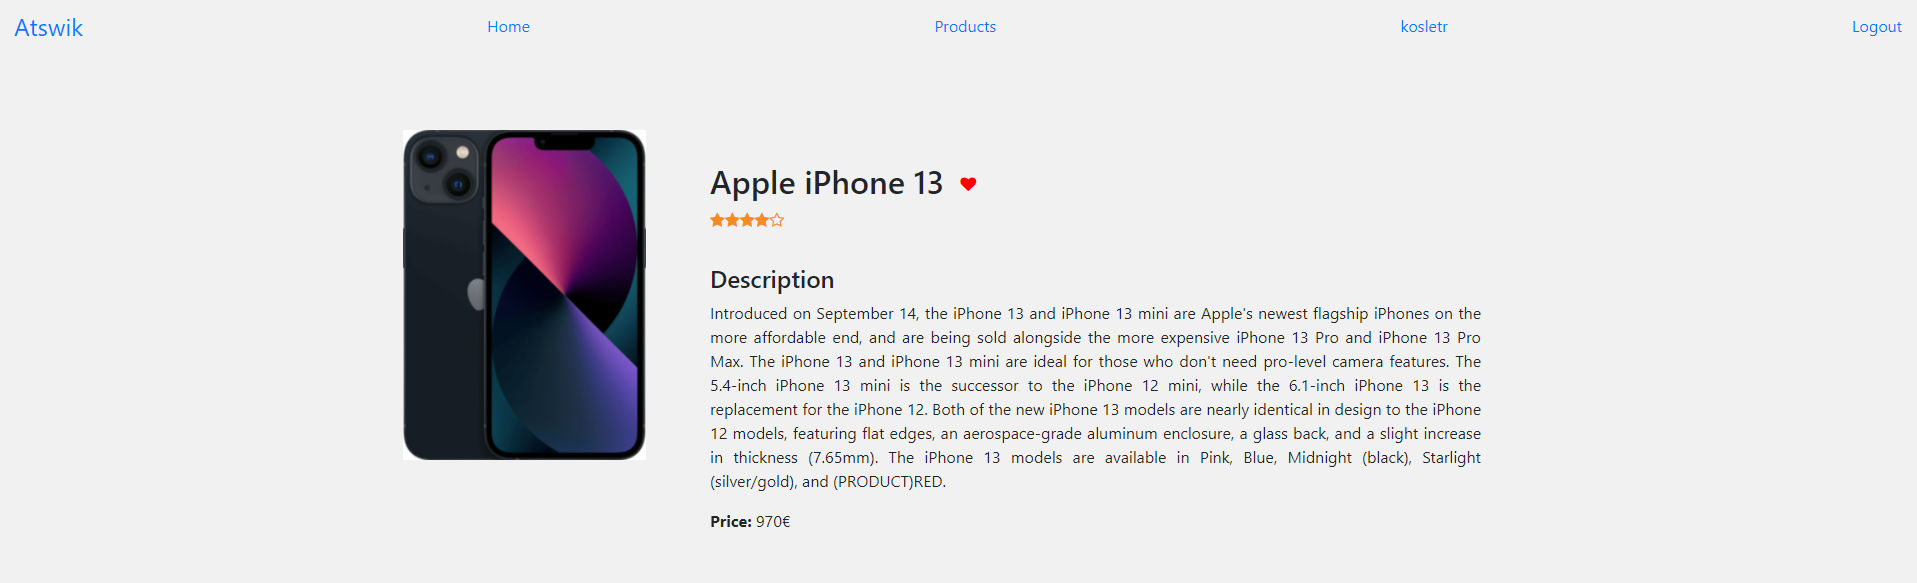 Atswik Home Products kosletr Logout
Apple iPhone 13
Description
Introduced on September 14, the iPhone 13 and iPhone 13 mini are Apple's newest flagship iPhones on the
more affordable end, and are being sold alongside the more expensive iPhone 13 Pro and iPhone 13 Pro
Max. The iPhone 13 and iPhone 13 mini are ideal for those who don't need pro-level camera features. The
5.4-inch iPhone 13 mini is the successor to the iPhone 12 mini, while the 6.1-inch iPhone 13 is the
replacement for the iPhone 12. Both of the new iPhone 13 models are nearly identical in design to the iPhone
12 models, featuring flat edges, an aerospace-grade aluminum enclosure, a glass back, and a slight increase
in thickness (7.65mm). The iPhone 13 models are available in Pink, Blue, Midnight (black), Starlight
(silver/gold), and (PRODUCT)RED.
Price: 970€